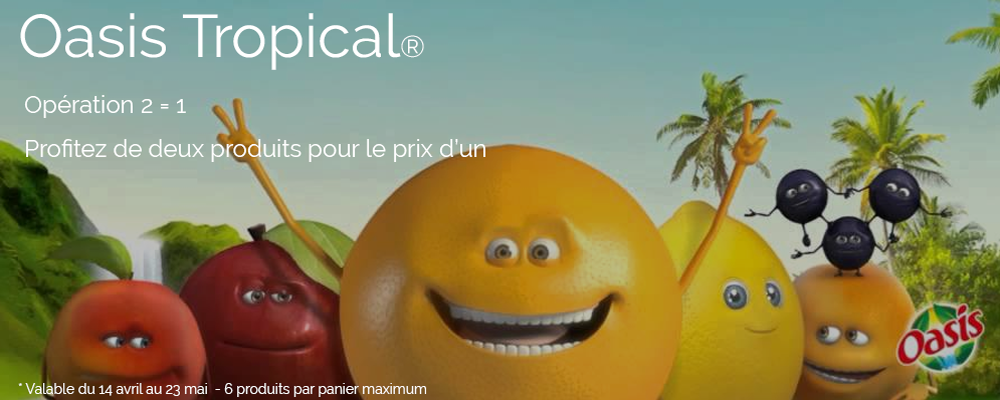 Oasis Tropical®
Opération 2 = 1
Profitez de deux produits pour le prix d'un
Oasis
* Valable du 14 avril au 23 mai - 6 produits par panier maximum